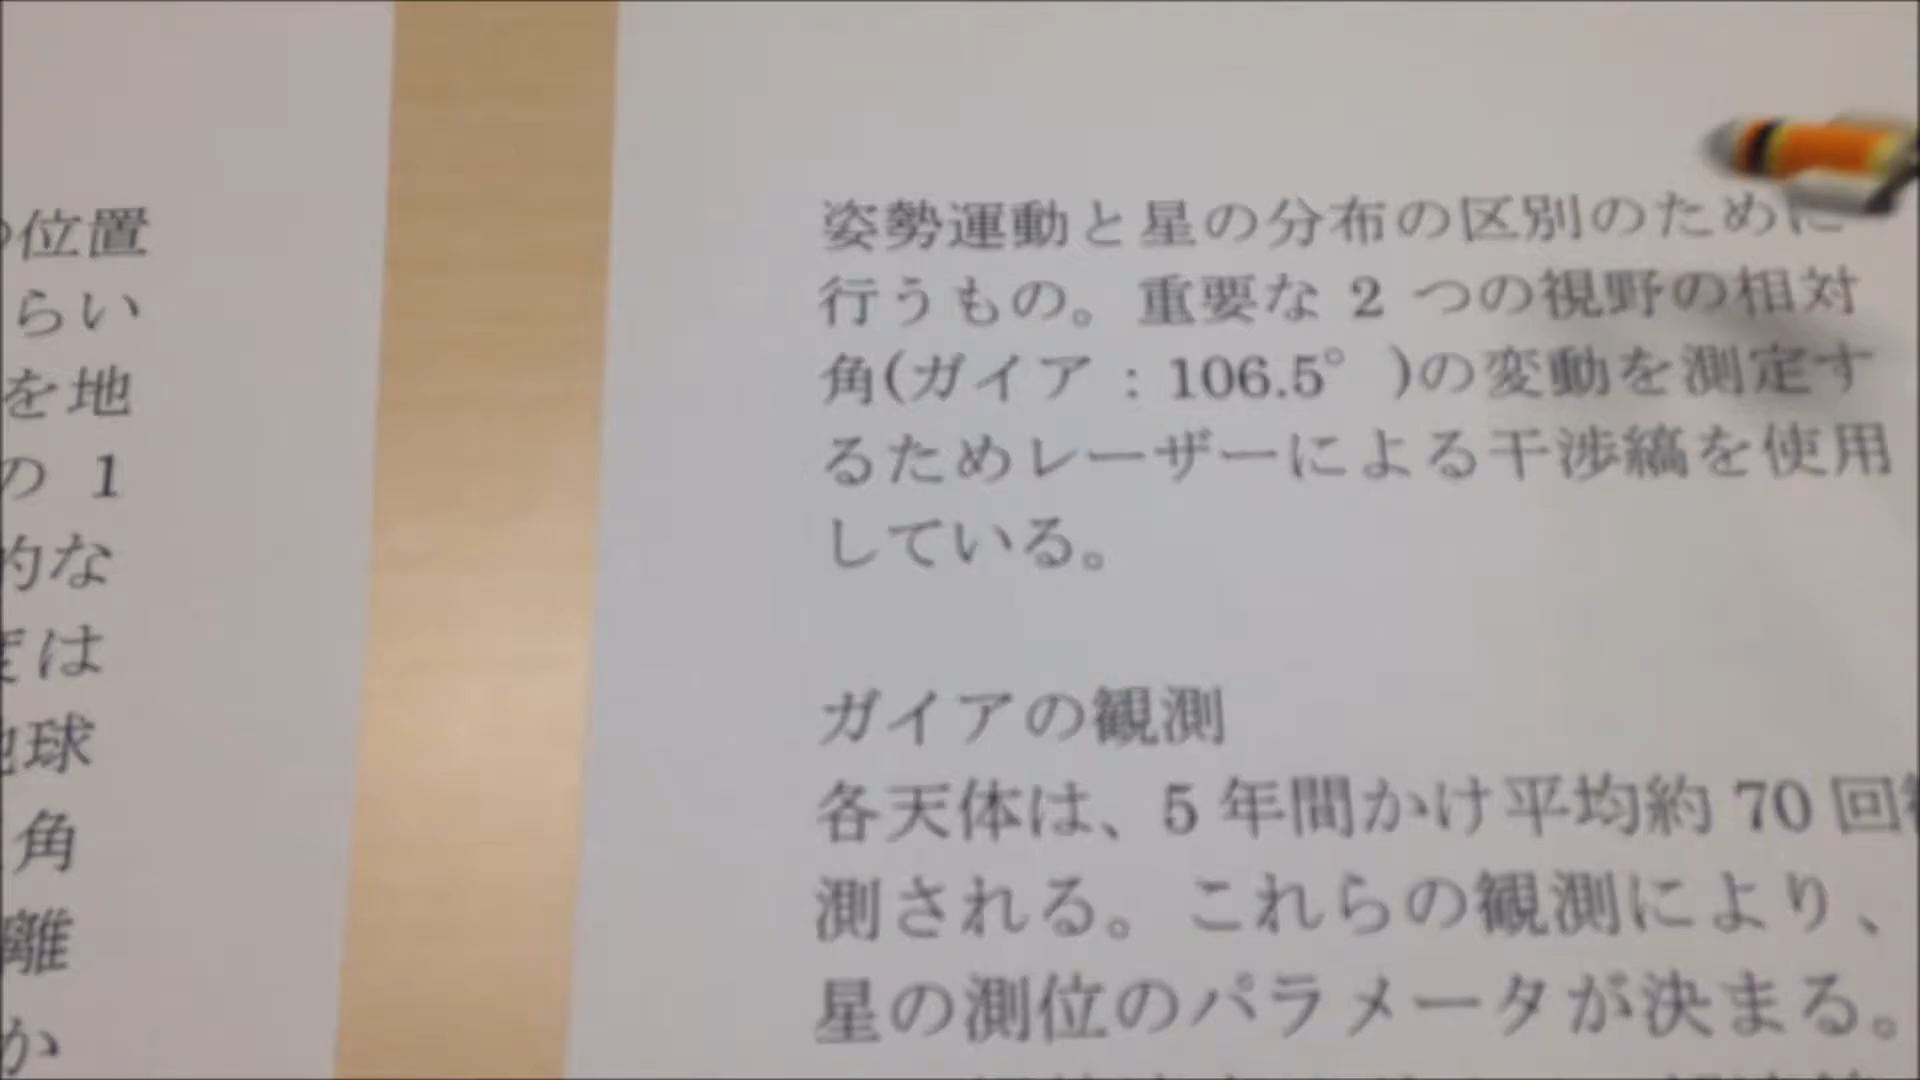 の位置
らい
を地
の 1
的な
度は
地球
角
離
か
姿勢運動と星の分布の区別のために
行うもの。重要な 2 つの視野の相対
角(ガイア : 106.5° )の変動を測定す
るためレーザーによる干渉縞を使用
している。
ガイアの観測
各天体は、5 年間かけ平均約 70 回
測される。これらの観測により、
星の測位のパラメータが決まる。